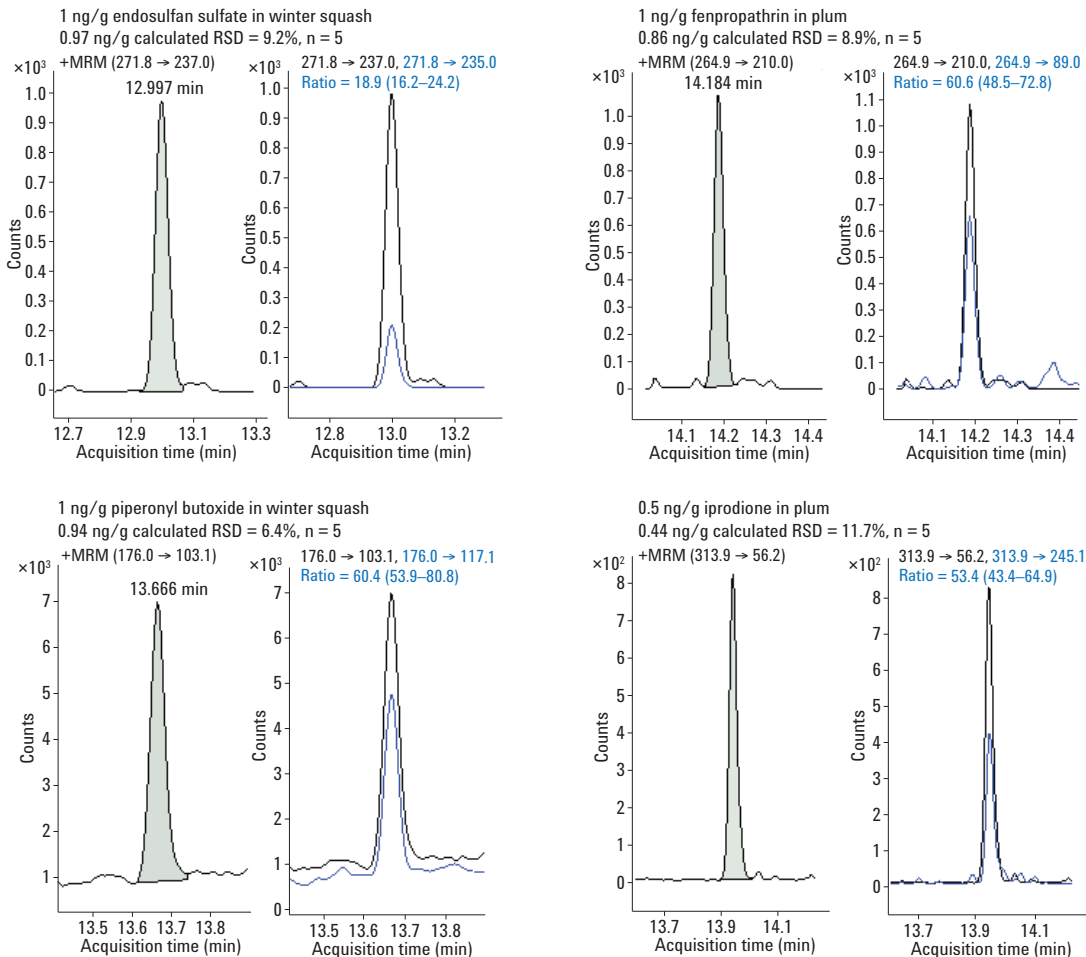 1 ng/g endosulfan sulfate in winter squash
0.97 ng/g calculated RSD = 9.2%, n = 5
+MRM (271.8 → 237.0)
×10³
12.997 min
1.0
0.9
0.8
0.7
0.6
0.5
0.4
0.3
0.2
0.1
0
Counts
12.7 12.9 13.1 13.3
Acquisition time (min)
271.8 → 237.0, 271.8 → 235.0
×10³
Ratio = 18.9 (16.2–24.2)
1.0
0.9
0.8
0.7
0.6
0.5
0.4
0.3
0.2
0.1
0
Counts
12.8 13.0 13.2
Acquisition time (min)
1 ng/g fenpropathrin in plum
0.86 ng/g calculated RSD = 8.9%, n = 5
+MRM (264.9 → 210.0)
×10³
14.184 min
1.0
0.9
0.8
0.7
0.6
0.5
0.4
0.3
0.2
0.1
0
Counts
14.1 14.2 14.3 14.4
Acquisition time (min)
264.9 → 210.0, 264.9 → 89.0
×10³
Ratio = 60.6 (48.5–72.8)
1.0
0.9
0.8
0.7
0.6
0.5
0.4
0.3
0.2
0.1
0
Counts
14.1 14.2 14.3 14.4
Acquisition time (min)
1 ng/g piperonyl butoxide in winter squash
0.94 ng/g calculated RSD = 6.4%, n = 5
+MRM (176.0 → 103.1)
×10³
13.666 min
7
6
5
4
3
2
1
Counts
13.5 13.6 13.7 13.8
Acquisition time (min)
176.0 → 103.1, 176.0 → 117.1
×10³
Ratio = 60.4 (53.9–80.8)
7
6
5
4
3
2
1
0
Counts
13.5 13.6 13.7 13.8
Acquisition time (min)
0.5 ng/g iprodione in plum
0.44 ng/g calculated RSD = 11.7%, n = 5
+MRM (313.9 → 56.2)
×10²
8
6
5
4
3
2
1
0
Counts
13.7 13.9 14.1
Acquisition time (min)
313.9 → 56.2, 313.9 → 245.1
×10²
Ratio = 53.4 (43.4–64.9)
8
6
5
4
3
2
1
0
Counts
13.7 13.9 14.1
Acquisition time (min)